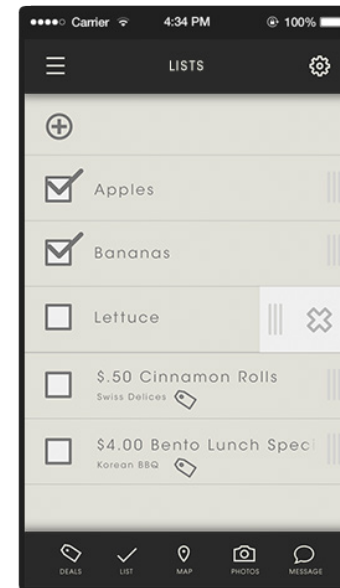 Carrier 4:34 PM 100%
LISTS
Apples
Bananas
Lettuce
$.50 Cinnamon Rolls
Swiss Delices
$4.00 Bento Lunch Spec
Korean BBQ
DEALS LIST MAP PHOTOS MESSAGE